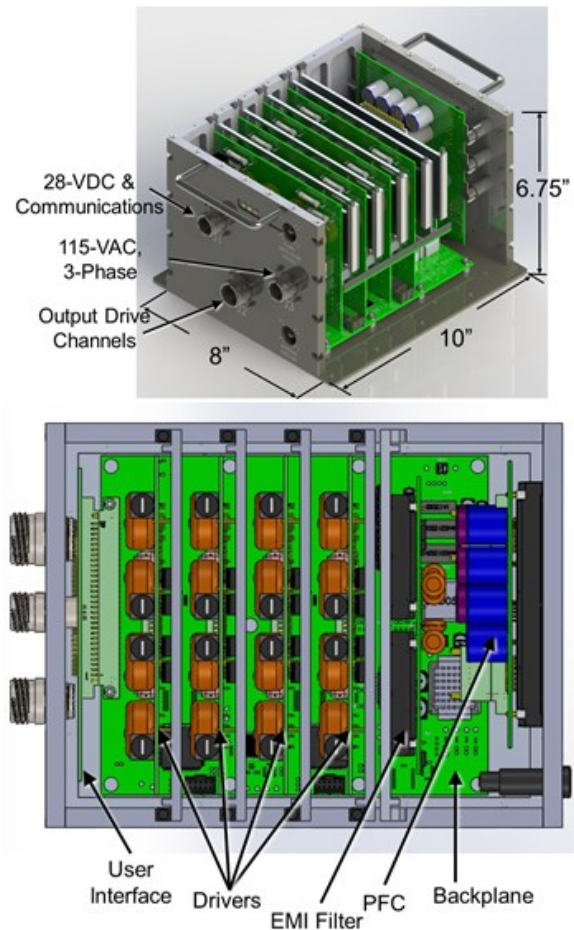 28-VDC &
Communications
115-VAC,
3-Phase
Output Drive
Channels
6.75”
8”
10”
User
Interface
Drivers
EMI Filter
PFC
Backplane